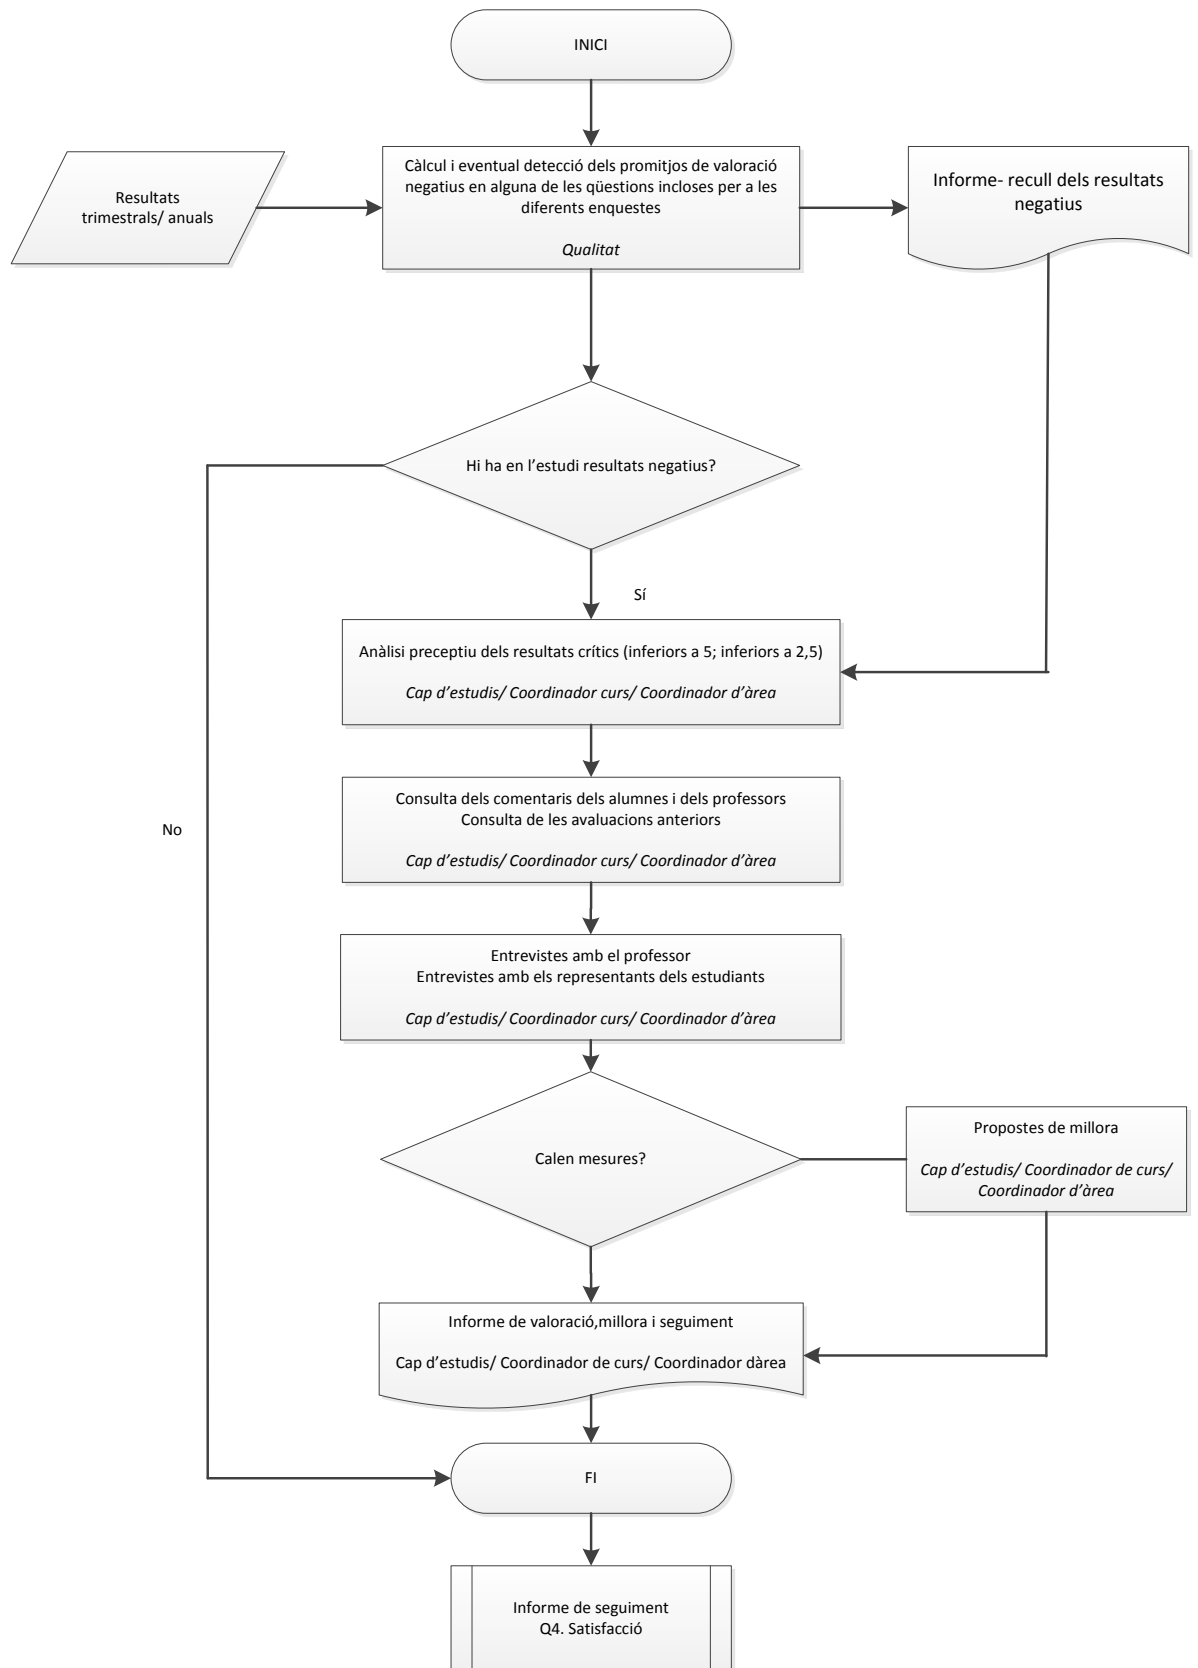 INICI
Resultats
trimestrals/ anuals
Càlcul i eventual detecció dels promitjos de valoració
negatius en alguna de les qüestions incloses per a les
diferents enquestes
Qualitat
Informe- recull dels resultats
negatius
Hi ha en l’estudi resultats negatius?
Sí
Anàlisi preceptiu dels resultats crítics (inferiors a 5; inferiors a 2,5)
Cap d’estudis/ Coordinador curs/ Coordinador d’àrea
Consulta dels comentaris dels alumnes i dels professors
Consulta de les avaluacions anteriors
Cap d’estudis/ Coordinador curs/ Coordinador d’àrea
No
Entrevistes amb el professor
Entrevistes amb els representants dels estudiants
Cap d’estudis/ Coordinador curs/ Coordinador d’àrea
Calen mesures?
Propostes de millora
Cap d’estudis/ Coordinador de curs/
Coordinador d’àrea
Informe de valoració,millora i seguiment
Cap d’estudis/ Coordinador de curs/ Coordinador dàrea
FI
Informe de seguiment
Q4. Satisfacció